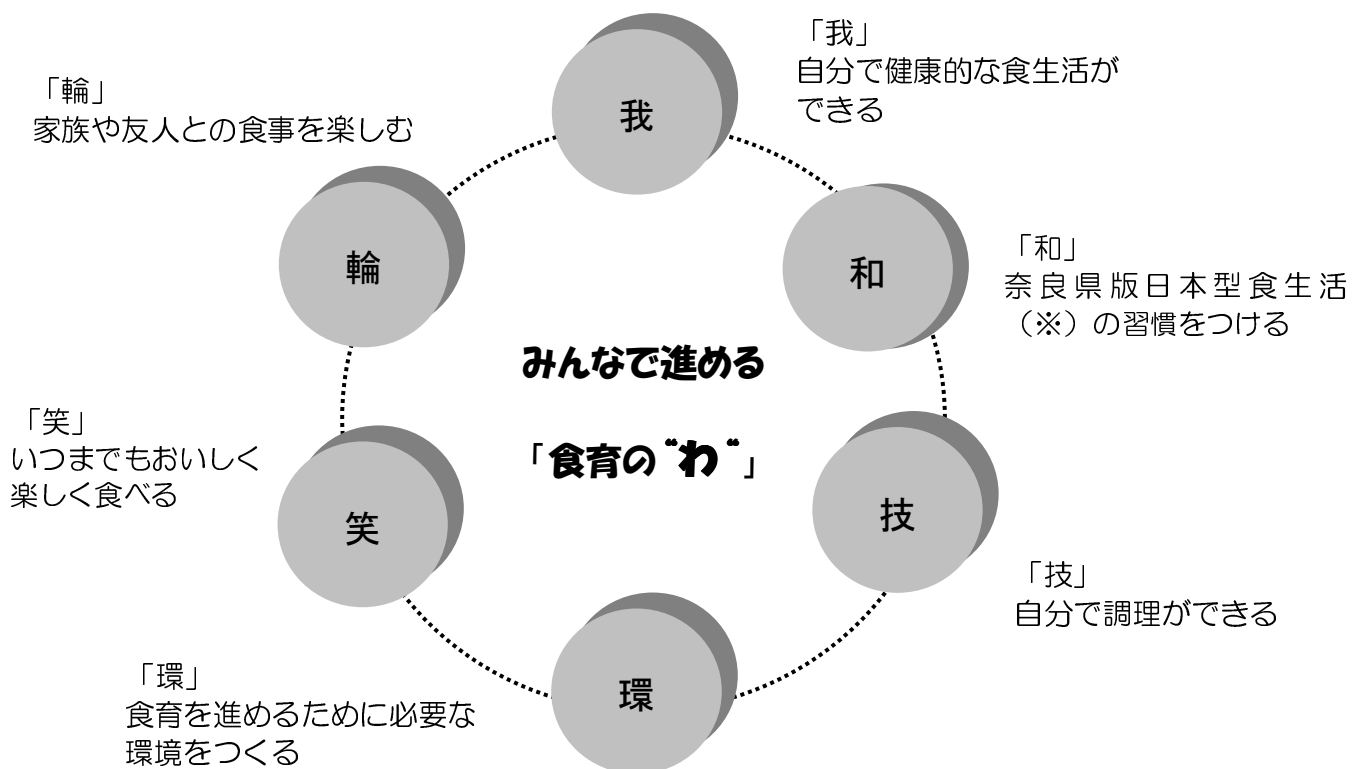 「我」
自分で健康的な食生活が
できる
我
「輪」
家族や友人との食事を楽しむ
輪
和
「和」
奈良県版日本型食生活
（※）の習慣をつける
みんなで進める
「食育の“わ“」
「笑」
いつまでもおいしく
楽しく食べる
笑
技
「技」
自分で調理ができる
環
「環」
食育を進めるために必要な
環境をつくる